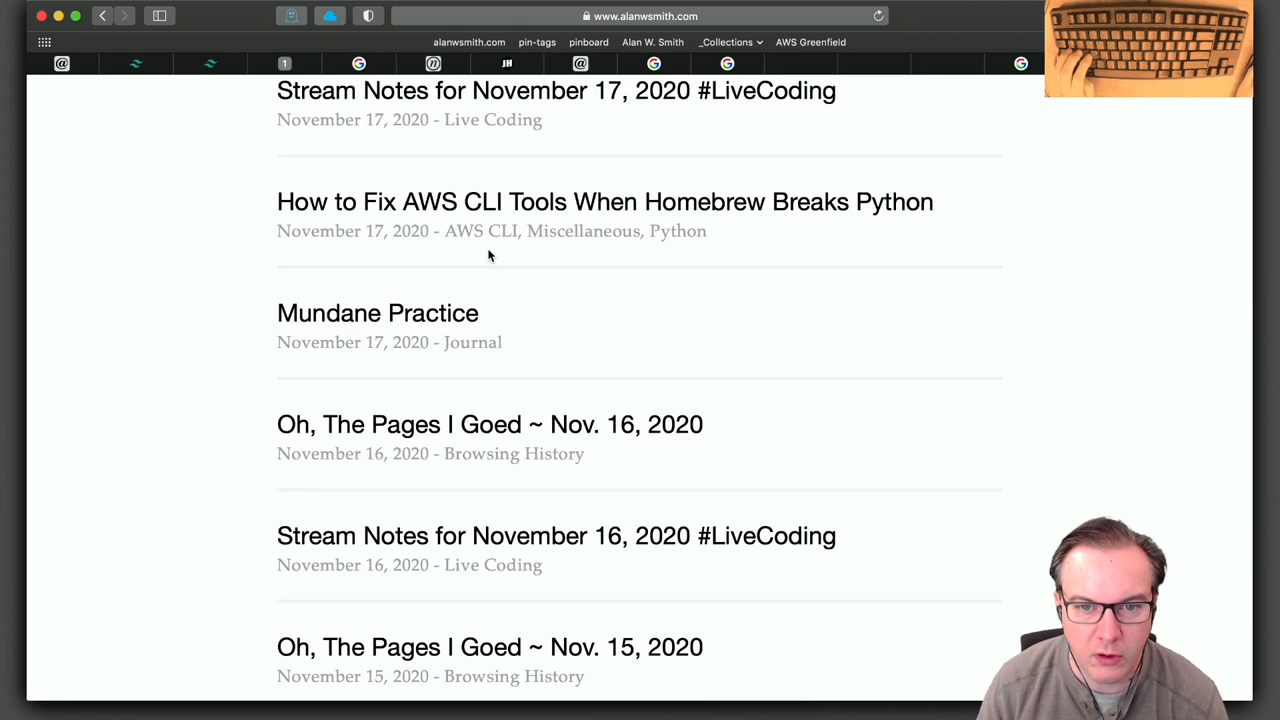 www.alanwsmith.com
alanwsmith.com pin-tags pinboard Alan W. Smith _Collections AWS Greenfield
@ 1 G n JH @ G G G
Stream Notes for November 17, 2020 #LiveCoding
November 17, 2020 - Live Coding
How to Fix AWS CLI Tools When Homebrew Breaks Python
November 17, 2020 - AWS CLI, Miscellaneous, Python
Mundane Practice
November 17, 2020 - Journal
Oh, The Pages I Goed ~ Nov. 16, 2020
November 16, 2020 - Browsing History
Stream Notes for November 16, 2020 #LiveCoding
November 16, 2020 - Live Coding
Oh, The Pages I Goed ~ Nov. 15, 2020
November 15, 2020 - Browsing History